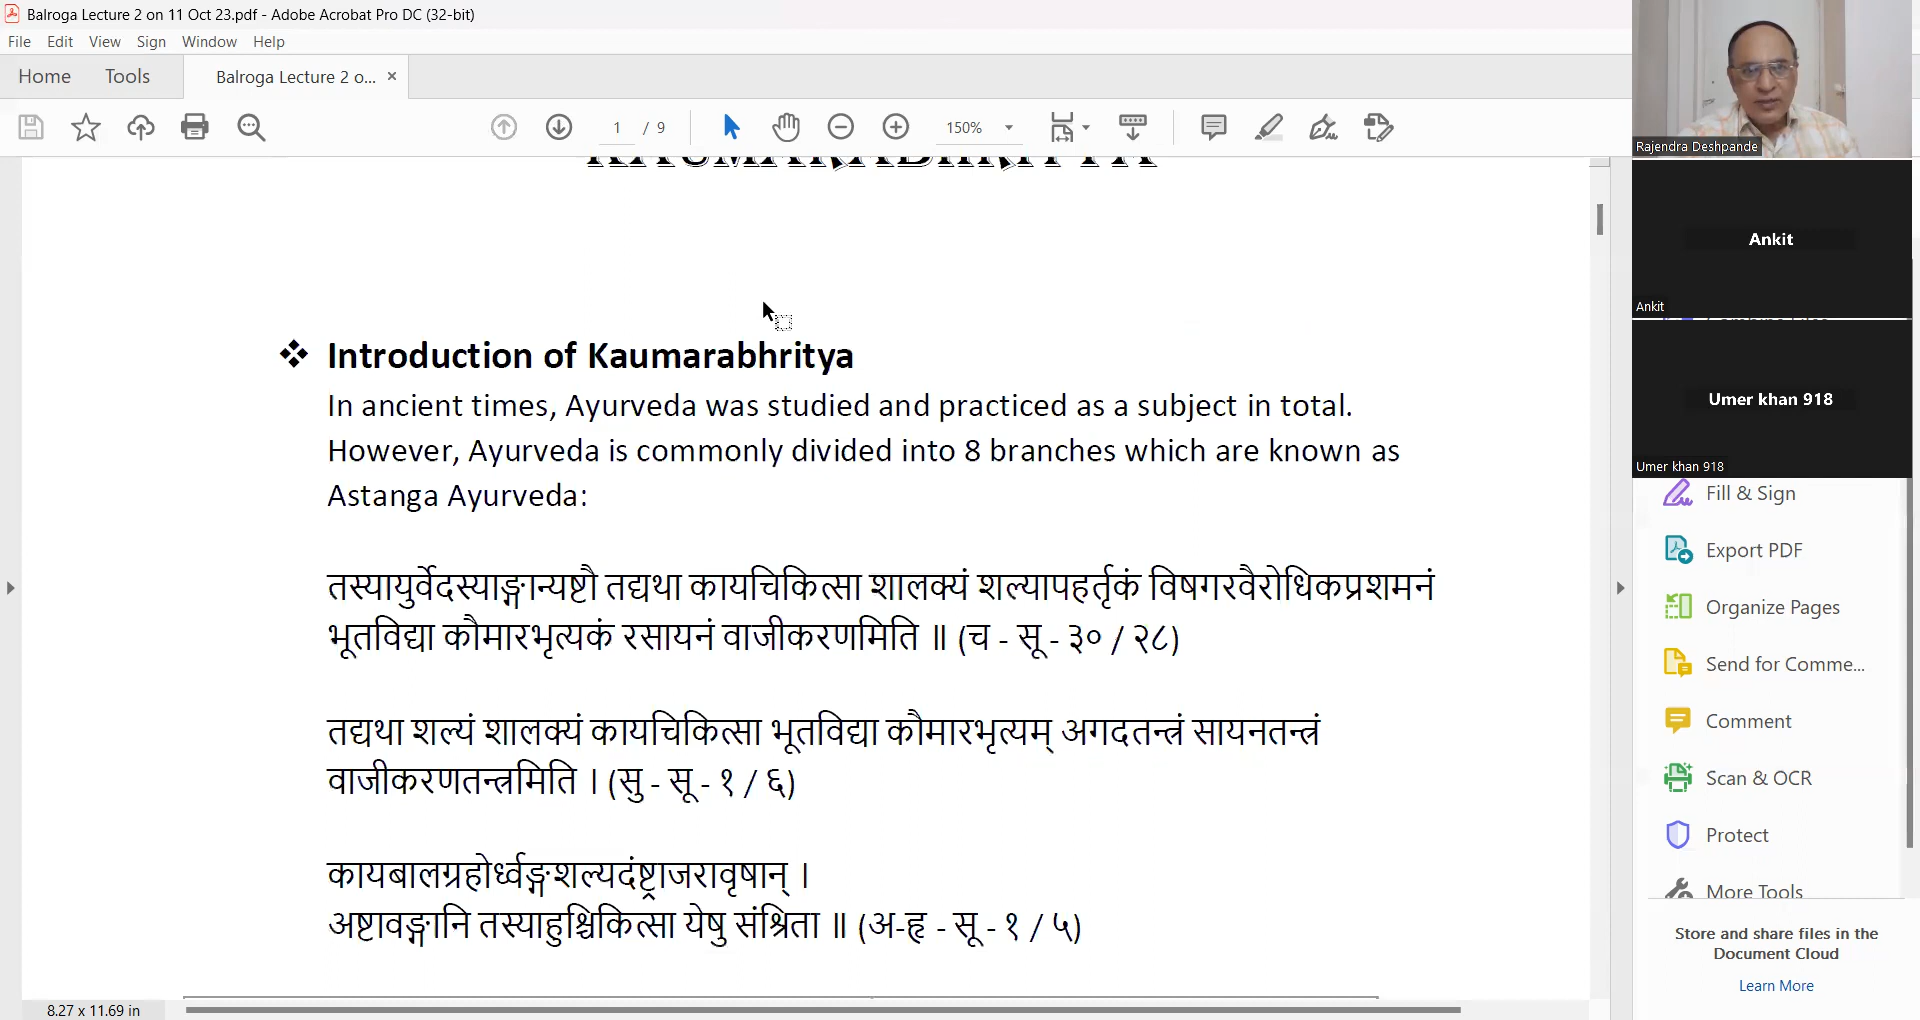 Balroga Lecture 2 on 11 Oct 23.pdf - Adobe Acrobat Pro DC (32-bit)
File Edit View Sign Window Help
Home Tools Balroga Lecture 2 o... ×
1 / 9 150%
KAUMARABHRITYA
❖ Introduction of Kaumarabhritya
In ancient times, Ayurveda was studied and practiced as a subject in total.
However, Ayurveda is commonly divided into 8 branches which are known as
Astanga Ayurveda:
तस्यायुर्वेदस्याङ्गान्यष्टौ तद्यथा कायचिकित्सा शालक्यं शल्यापहर्तृकं विषगरवैरोधिकप्रशमनं
भूतविद्या कौमारभृत्यकं रसायनं वाजीकरणमिति ॥ (च - सू - ३० / २८)
तद्यथा शल्यं शालक्यं कायचिकित्सा भूतविद्या कौमारभृत्यम् अगदतन्त्रं सायनतन्त्रं
वाजीकरणतन्त्रमिति । (सु - सू - १ / ६)
कायबालग्रहोर्ध्वङ्गशल्यदंष्ट्राजरावृषान् ।
अष्टावङ्गानि तस्याहुश्चिकित्सा येषु संश्रिता ॥ (अ-हृ - सू - १ / ५)
8.27 x 11.69 in
Rajendra Deshpande
Ankit
Ankit
Umer khan 918
Umer khan 918
Fill & Sign
Export PDF
Organize Pages
Send for Comme...
Comment
Scan & OCR
Protect
More Tools
Store and share files in the
Document Cloud
Learn More